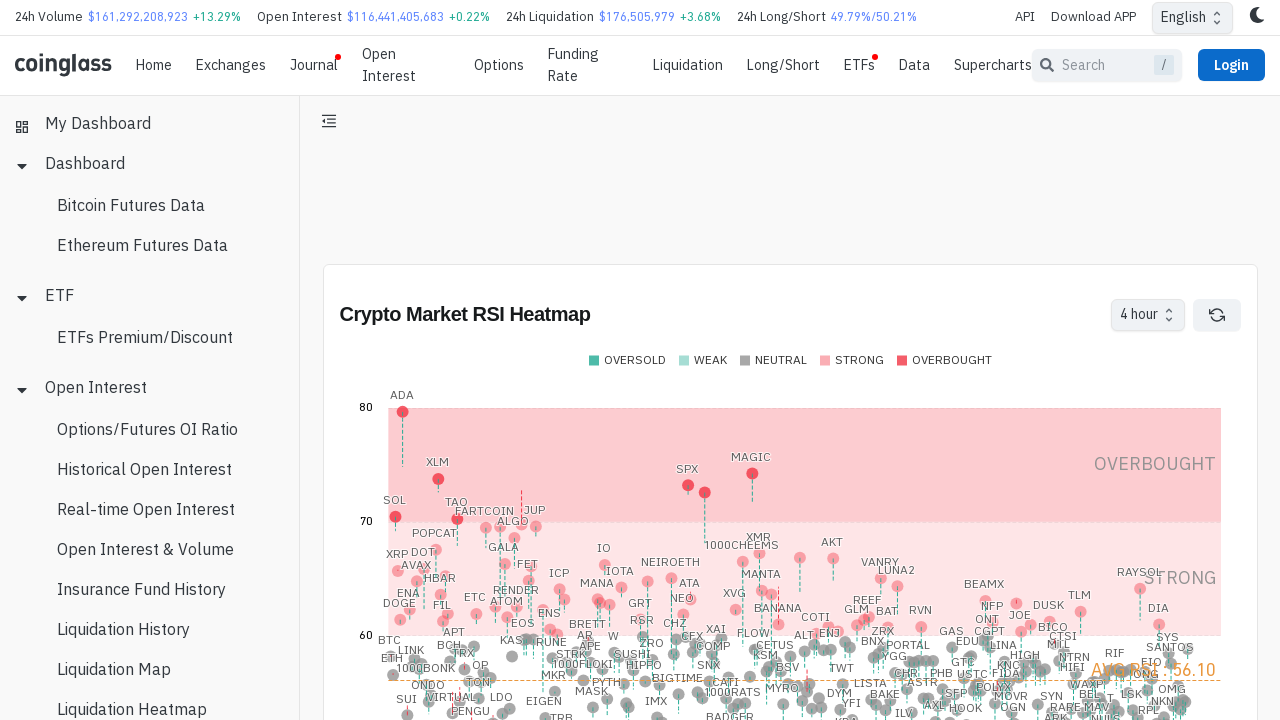 24h Volume $161,292,208,923 +13.29% Open Interest $116,441,405,683 +0.22% 24h Liquidation $176,505,979 +3.68% 24h Long/Short 49.79%/50.21% API Download APP English
coinglass Home Exchanges Journal Open Interest Options Funding Rate Liquidation Long/Short ETFs Data Supercharts Search / Login
My Dashboard
Dashboard
Bitcoin Futures Data
Ethereum Futures Data
ETF
ETFs Premium/Discount
Open Interest
Options/Futures OI Ratio
Historical Open Interest
Real-time Open Interest
Open Interest & Volume
Insurance Fund History
Liquidation History
Liquidation Map
Liquidation Heatmap
Crypto Market RSI Heatmap
4 hour
OVERSOLD WEAK NEUTRAL STRONG OVERBOUGHT
80
ADA
OVERBOUGHT
XLM SPX MAGIC
SOL TAO
FARTCOIN JUP
70
ALGO
POPCAT
XMR
1000CHEEMS AKT
XRP DOT GALA IO
AVAX FET NEIROETH VANRY
HBAR ICP IOTA MANTA LUNA2 RAYSOL
STRONG
MANA ATA BEAMX
ENA RENDER XVG TLM
DOGE FIL ETC ATOM GRT NEO BANANA REEF NFP DUSK DIA
ENS GLM BAT RVN
EOS RSR CHZ COTI ONT JOE
60
APT BRETT XAI FLOW ALT ENJ ZRX GAS CGPT BICO
BTC KAS RUNE AR W CFX BNX EDU CTSI SYS
LINK BCH APE ZRO COMP CETUS PORTAL LINA MTL SANTOS
ETH TRX STRK SUSHI XSM YGG GTC HIGH NTRN RIF
1000BONK OP 1000FLOKI HIPPO SNX BSV TWT KNC HIFI EIO
AVG RSI : 56.10
MKR BIGTIME CHR PHB USTC FIDA ONG
ONDO TON PYTH CATI MYRO LISTA ASTR POLYX WAXP OMG
SUI VIRTUAL LDO MASK 1000RATS DYM BAKE SFP MOVR SYN BEL LSK
PENGU EIGEN IMX YFI AXL HOOK OGN RARE MAV NKN
BADGER ILV ARK RPL